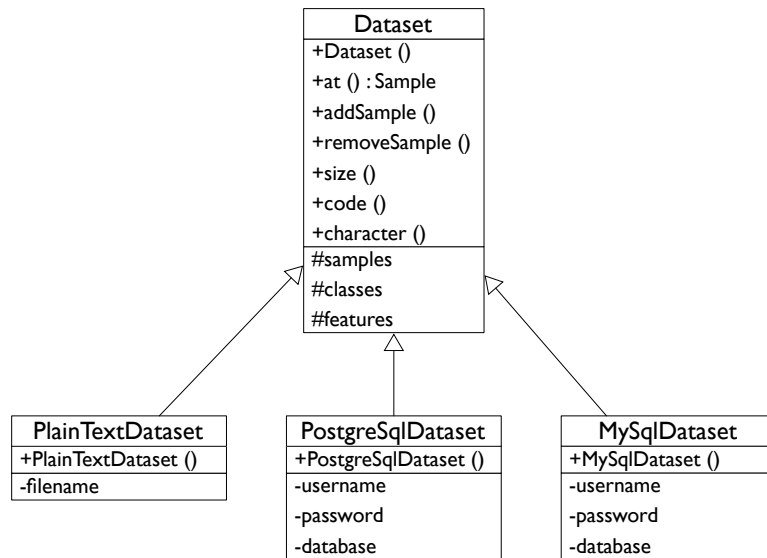 Dataset
+Dataset ()
+at () : Sample
+addSample ()
+removeSample ()
+size ()
+code ()
+character ()
#samples
#classes
#features
PlainTextDataset
+PlainTextDataset ()
-filename
PostgreSqlDataset
+PostgreSqlDataset ()
-username
-password
-database
MySqlDataset
+MySqlDataset ()
-username
-password
-database